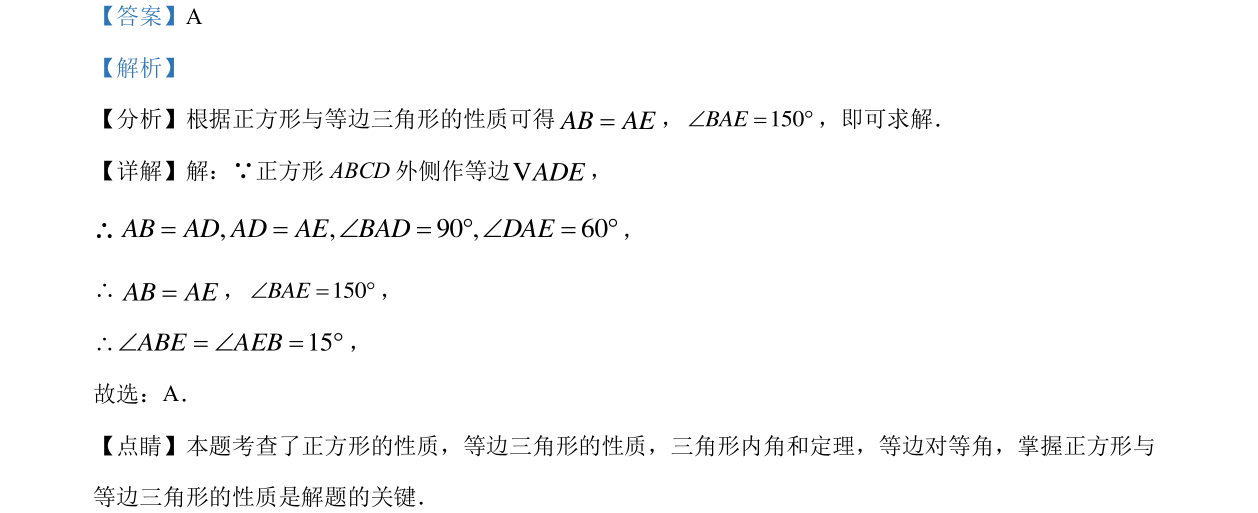 【答案】A
【解析】
【分析】根据正方形与等边三角形的性质可得 AB = AE，∠BAE =150°，即可求解．
【详解】解：∵正方形 ABCD 外侧作等边VADE，
∴ AB = AD, AD = AE,∠BAD = 90°,∠DAE = 60°，
∴ AB = AE，∠BAE =150°，
∴∠ABE = ∠AEB =15°，
故选：A．
【点睛】本题考查了正方形的性质，等边三角形的性质，三角形内角和定理，等边对等角，掌握正方形与
等边三角形的性质是解题的关键．